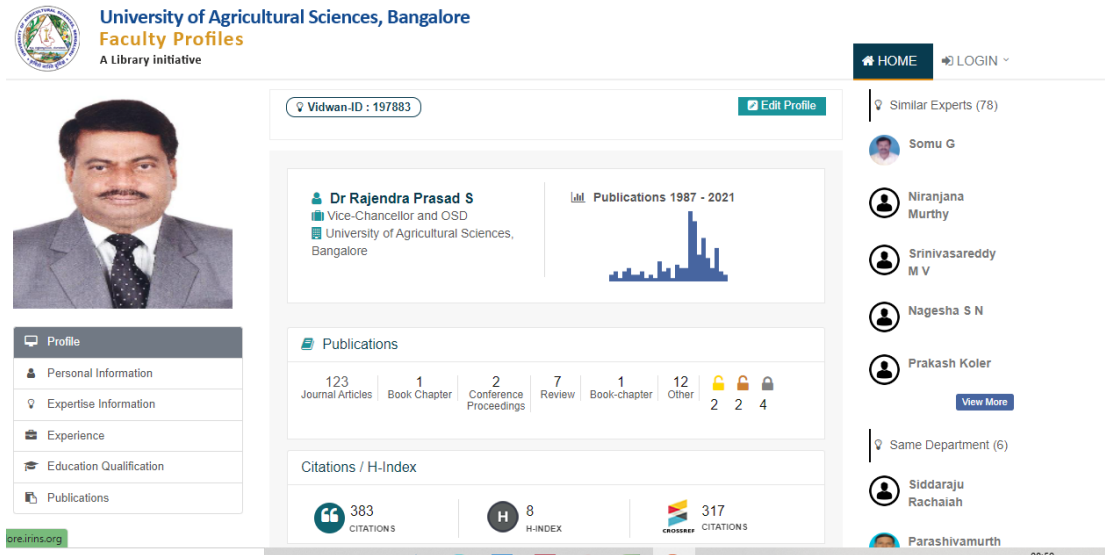 University of Agricultural Sciences, Bangalore
Faculty Profiles
A Library initiative
HOME
LOGIN
Vidwan-ID : 197883
Edit Profile
Dr Rajendra Prasad S
Vice-Chancellor and OSD
University of Agricultural Sciences,
Bangalore
Publications 1987 - 2021
Profile
Personal Information
Expertise Information
Experience
Education Qualification
Publications
Publications
123
Journal Articles
1
Book Chapter
2
Conference
Proceedings
7
Review
1
Book-chapter
12
Other
2
2
4
Citations / H-Index
383
CITATIONS
H
8
H-INDEX
CROSSREF
317
CITATIONS
Similar Experts (78)
Somu G
Niranjana
Murthy
Srinivasareddy
M V
Nagesha S N
Prakash Koler
View More
Same Department (6)
Siddaraju
Rachaiah
Parashivamurth
ore.irins.org